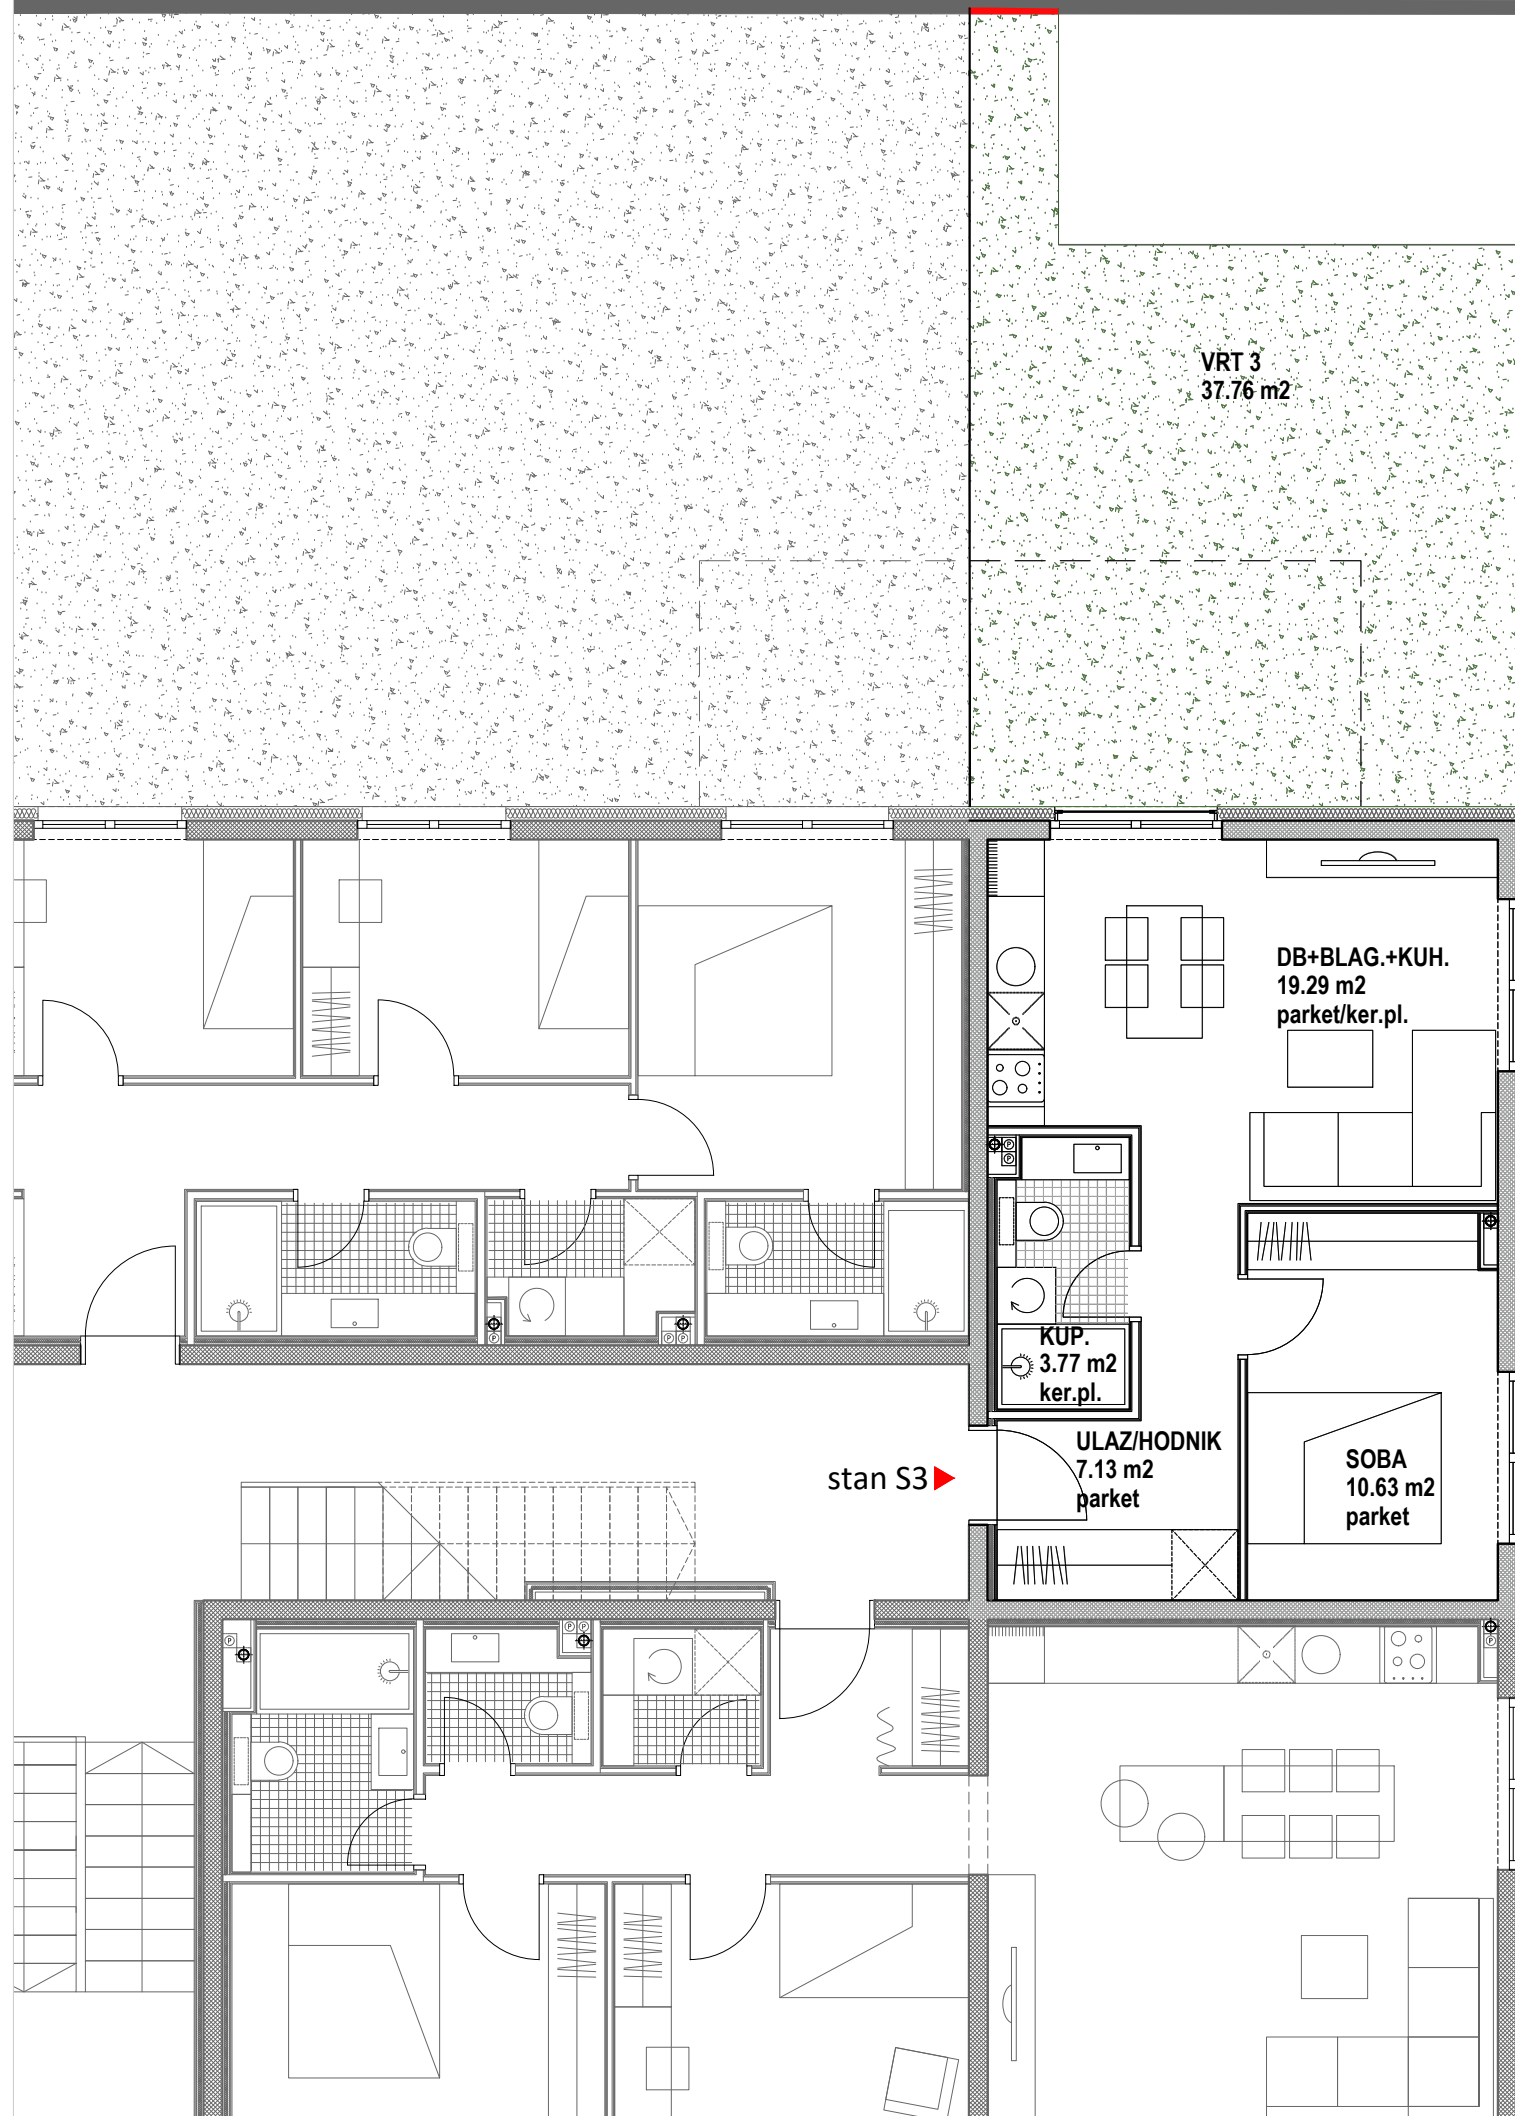 VRT 3
37.76 m2
DB+BLAG.+KUH.
19.29 m2
parket/ker.pl.
KUP.
3.77 m2
ker.pl.
ULAZ/HODNIK
7.13 m2
parket
stan S3
SOBA
10.63 m2
parket